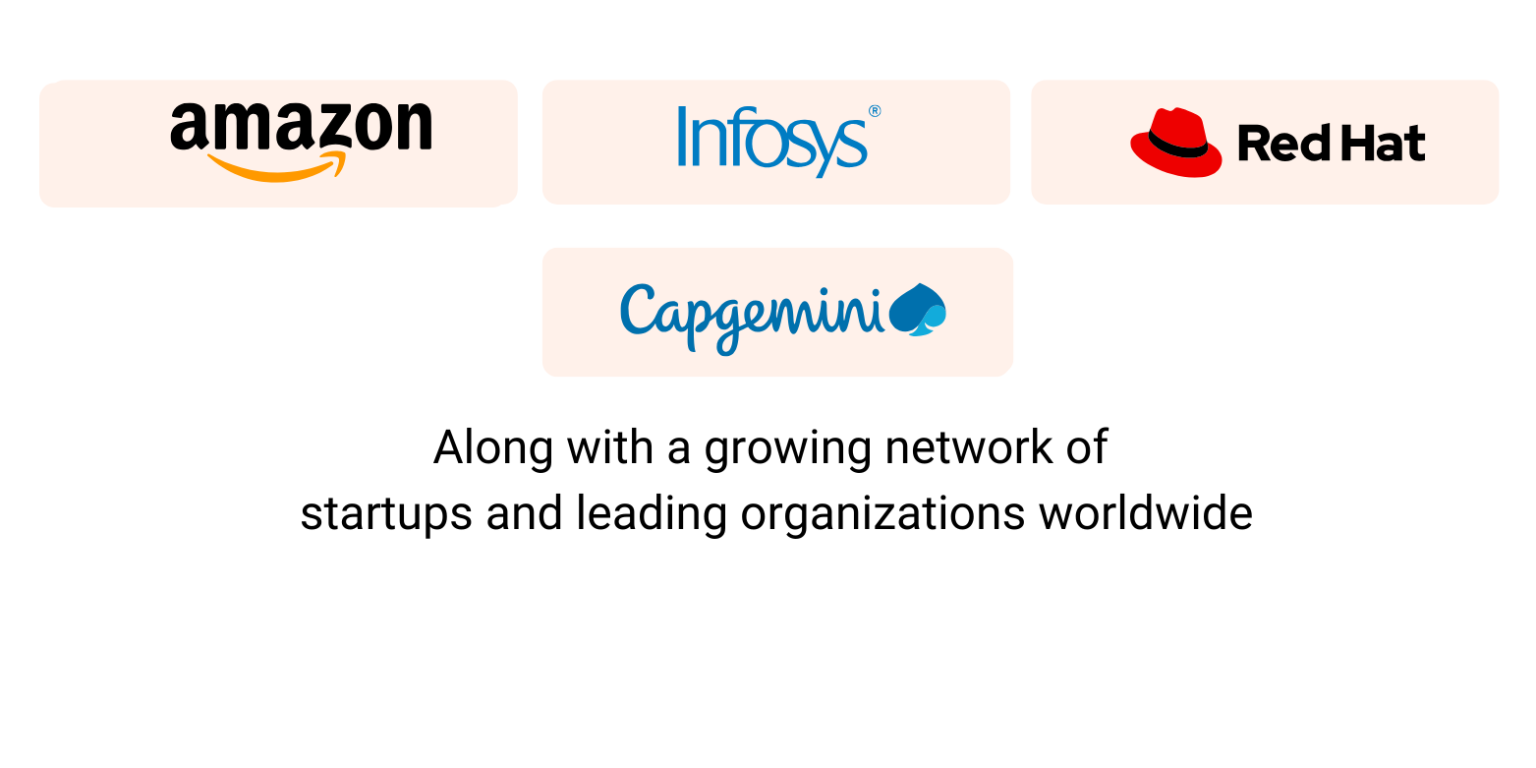 amazon
Infosys®
Red Hat
Capgemini
Along with a growing network of
startups and leading organizations worldwide